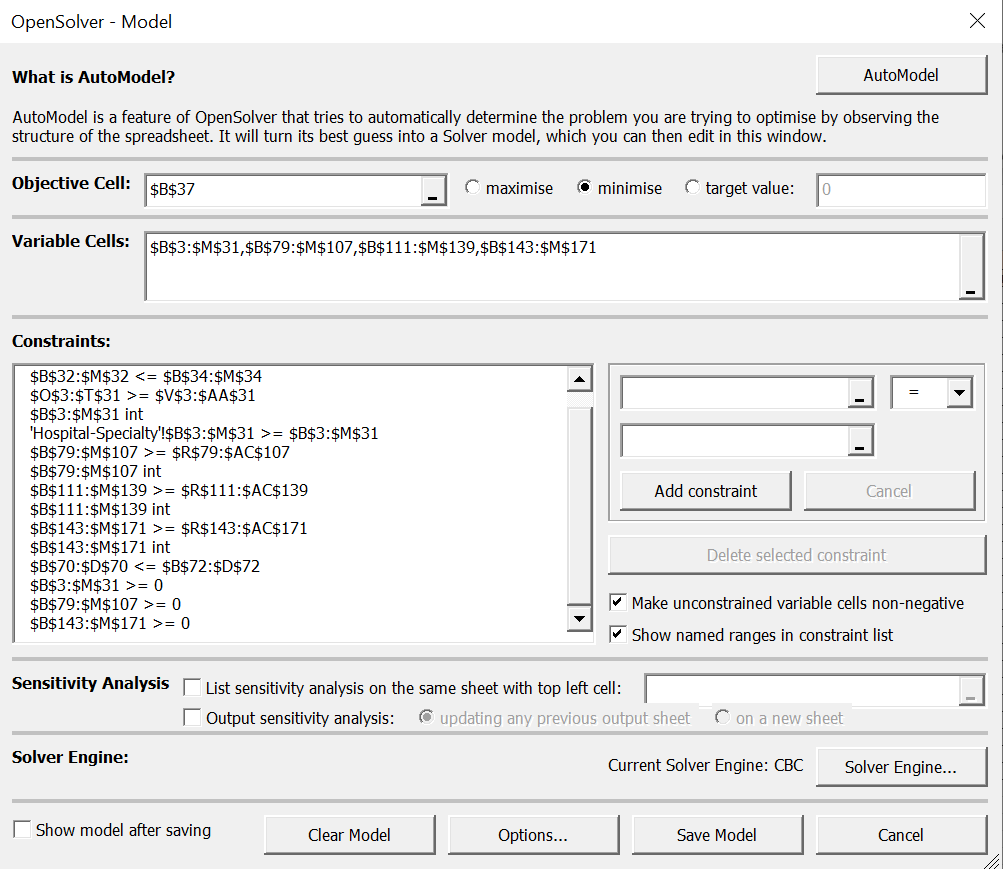 OpenSolver - Model
What is AutoModel?
AutoModel
AutoModel is a feature of OpenSolver that tries to automatically determine the problem you are trying to optimise by observing the
structure of the spreadsheet. It will turn its best guess into a Solver model, which you can then edit in this window.
Objective Cell:
$B$37
maximise
minimise
target value:
0
Variable Cells:
$B$3:$M$31,$B$79:$M$107,$B$111:$M$139,$B$143:$M$171
Constraints:
$B$32:$M$32 <= $B$34:$M$34
$O$3:$T$31 >= $V$3:$AA$31
$B$3:$M$31 int
'Hospital-Specialty'!$B$3:$M$31 >= $B$3:$M$31
$B$79:$M$107 >= $R$79:$AC$107
$B$79:$M$107 int
$B$111:$M$139 >= $R$111:$AC$139
$B$111:$M$139 int
$B$143:$M$171 >= $R$143:$AC$171
$B$143:$M$171 int
$B$70:$D$70 <= $B$72:$D$72
$B$3:$M$31 >= 0
$B$79:$M$107 >= 0
$B$143:$M$171 >= 0
=
Add constraint
Cancel
Delete selected constraint
Make unconstrained variable cells non-negative
Show named ranges in constraint list
Sensitivity Analysis
List sensitivity analysis on the same sheet with top left cell:
Output sensitivity analysis:
updating any previous output sheet
on a new sheet
Solver Engine:
Current Solver Engine: CBC
Solver Engine...
Show model after saving
Clear Model
Options...
Save Model
Cancel